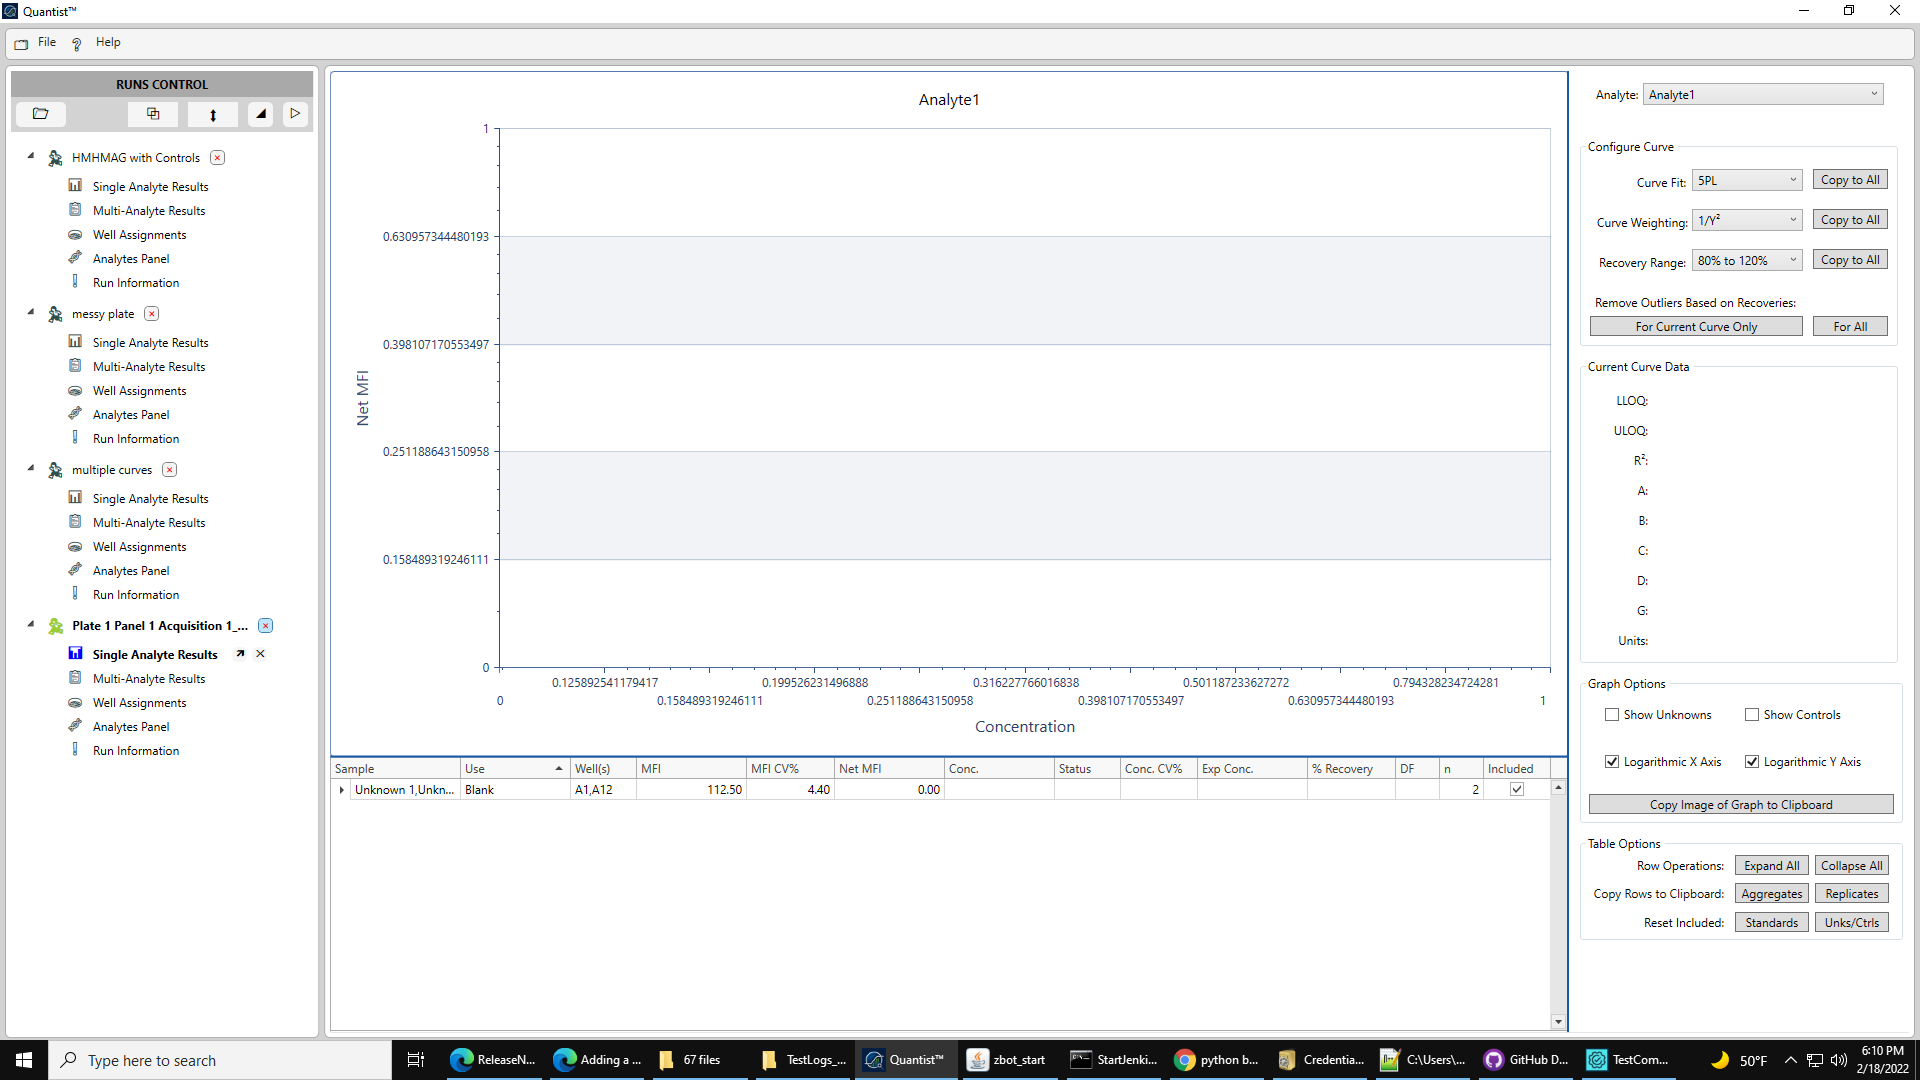 Quantist™
File
Help
RUNS CONTROL
HMHMAG with Controls
Single Analyte Results
Multi-Analyte Results
Well Assignments
Analytes Panel
Run Information
messy plate
Single Analyte Results
Multi-Analyte Results
Well Assignments
Analytes Panel
Run Information
multiple curves
Single Analyte Results
Multi-Analyte Results
Well Assignments
Analytes Panel
Run Information
Plate 1 Panel 1 Acquisition 1_...
Single Analyte Results
Multi-Analyte Results
Well Assignments
Analytes Panel
Run Information
Analyte1
1
0.630957344480193
0.398107170553497
0.251188643150958
0.158489319246111
0
Net MFI
0.125892541179417 0.199526231496888 0.316227766016838 0.501187233627272 0.794328234724281
0 0.158489319246111 0.251188643150958 0.398107170553497 0.630957344480193 1
Concentration
Sample Use Well(s) MFI MFI CV% Net MFI Conc. Status Conc. CV% Exp Conc. % Recovery DF n Included
Unknown 1,Unkn... Blank A1,A12 112.50 4.40 0.00 2
Analyte: Analyte1
Configure Curve
Curve Fit: 5PL Copy to All
Curve Weighting: 1/Y² Copy to All
Recovery Range: 80% to 120% Copy to All
Remove Outliers Based on Recoveries:
For Current Curve Only For All
Current Curve Data
LLOQ:
ULOQ:
R²:
A:
B:
C:
D:
G:
Units:
Graph Options
Show Unknowns Show Controls
Logarithmic X Axis Logarithmic Y Axis
Copy Image of Graph to Clipboard
Table Options
Row Operations: Expand All Collapse All
Copy Rows to Clipboard: Aggregates Replicates
Reset Included: Standards Unks/Ctrls
Type here to search
ReleaseN...
Adding a ...
67 files
TestLogs_...
Quantist™
zbot_start
StartJenki...
python b...
Credentia...
C:\Users\...
GitHub D...
TestCom...
50°F
6:10 PM
2/18/2022